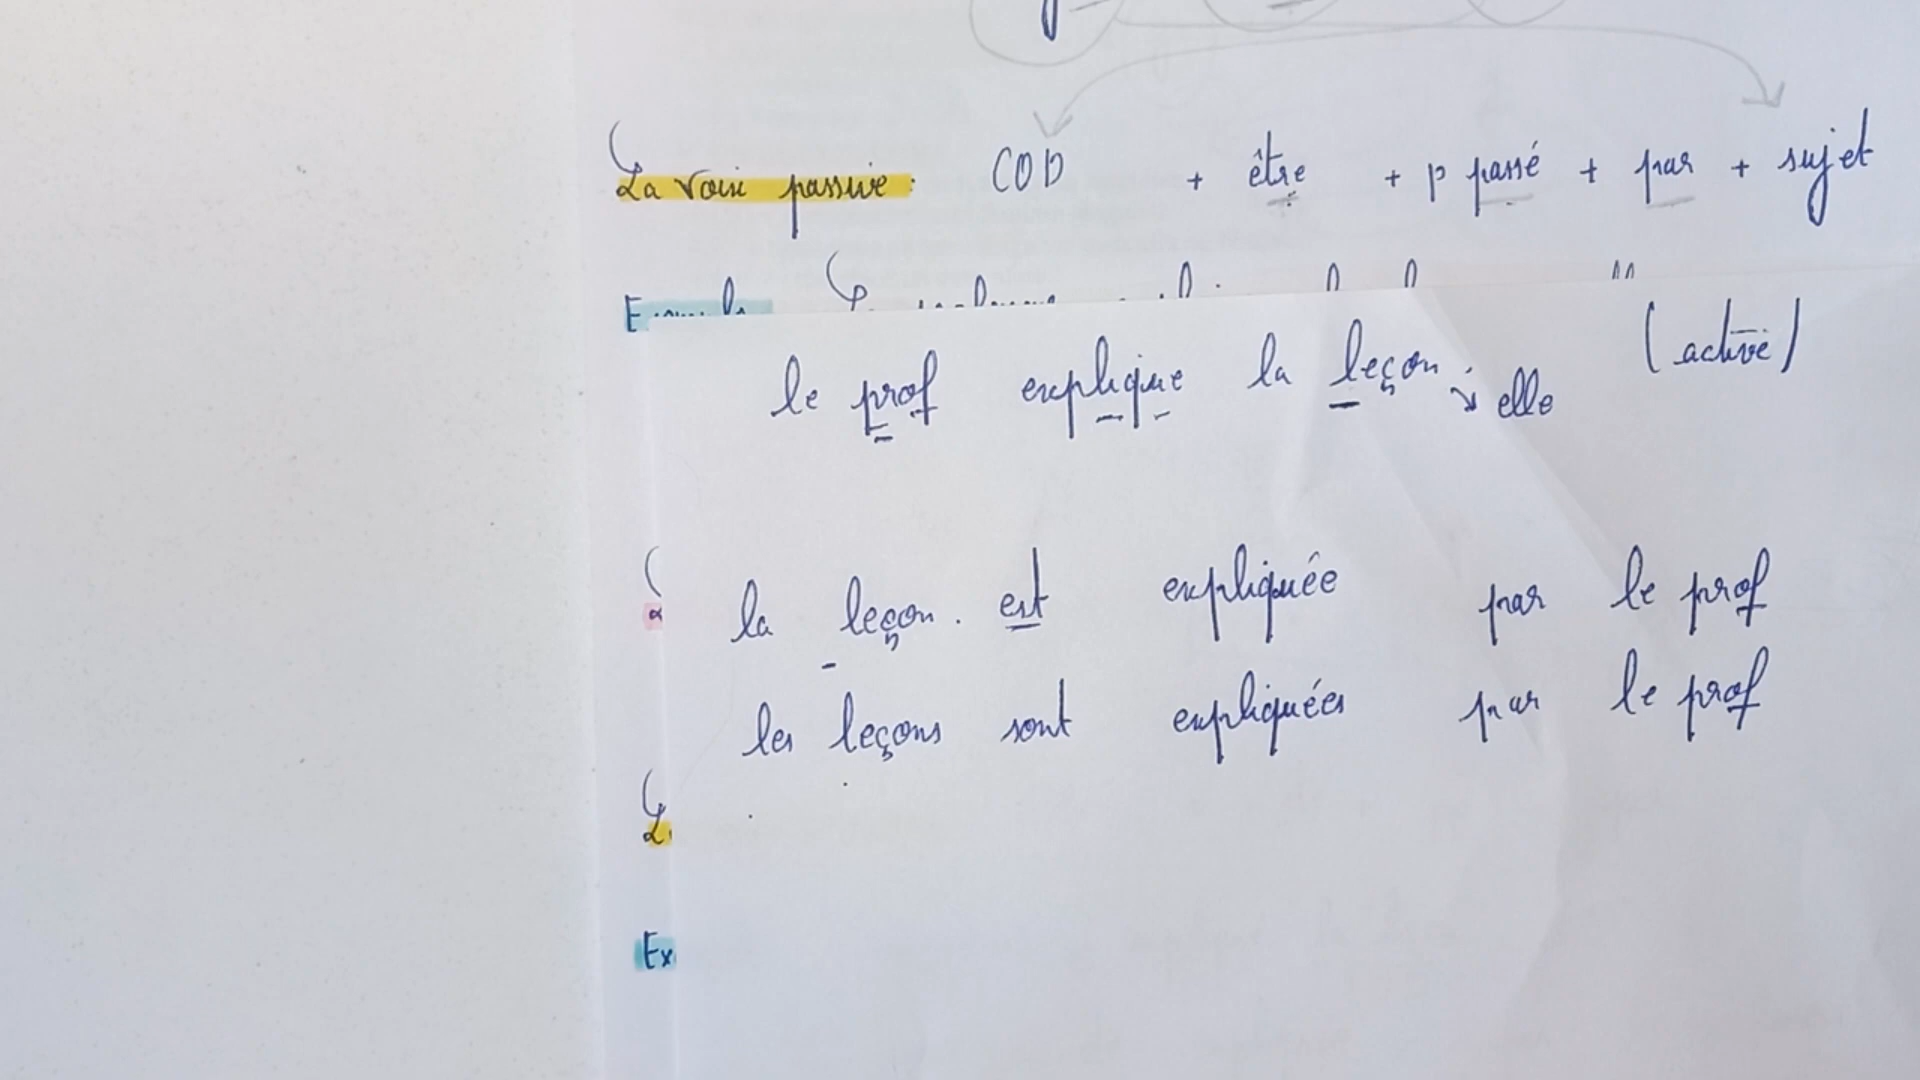 La voix passive : COD + être + p passé + par + sujet
le prof explique la leçon. ↘ elle (active)
la leçon. est expliquée par le prof
les leçons sont expliquées par le prof
Ex